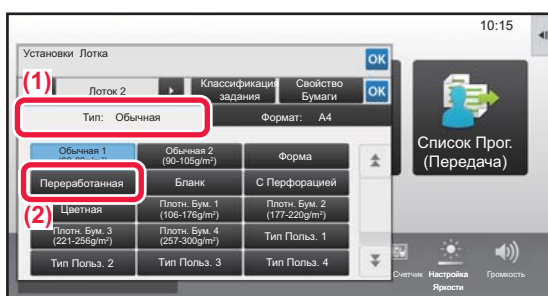 10:15
Установки Лотка
OK
(1)
Лоток 2
Классификация
задания
Свойство
Бумаги
OK
Тип: Обычная
Формат: A4
Обычная 1
Обычная 2
(90-105g/m²)
Форма
Переработанная
Бланк
С Перфорацией
(2)
Цветная
Плотн. Бум. 1
(106-176g/m²)
Плотн. Бум. 2
(177-220g/m²)
Плотн. Бум. 3
(221-256g/m²)
Плотн. Бум. 4
(257-300g/m²)
Тип Польз. 1
Тип Польз. 2
Тип Польз. 3
Тип Польз. 4
Список Прог.
(Передача)
Счетчик
Настройка
Яркости
Громкость